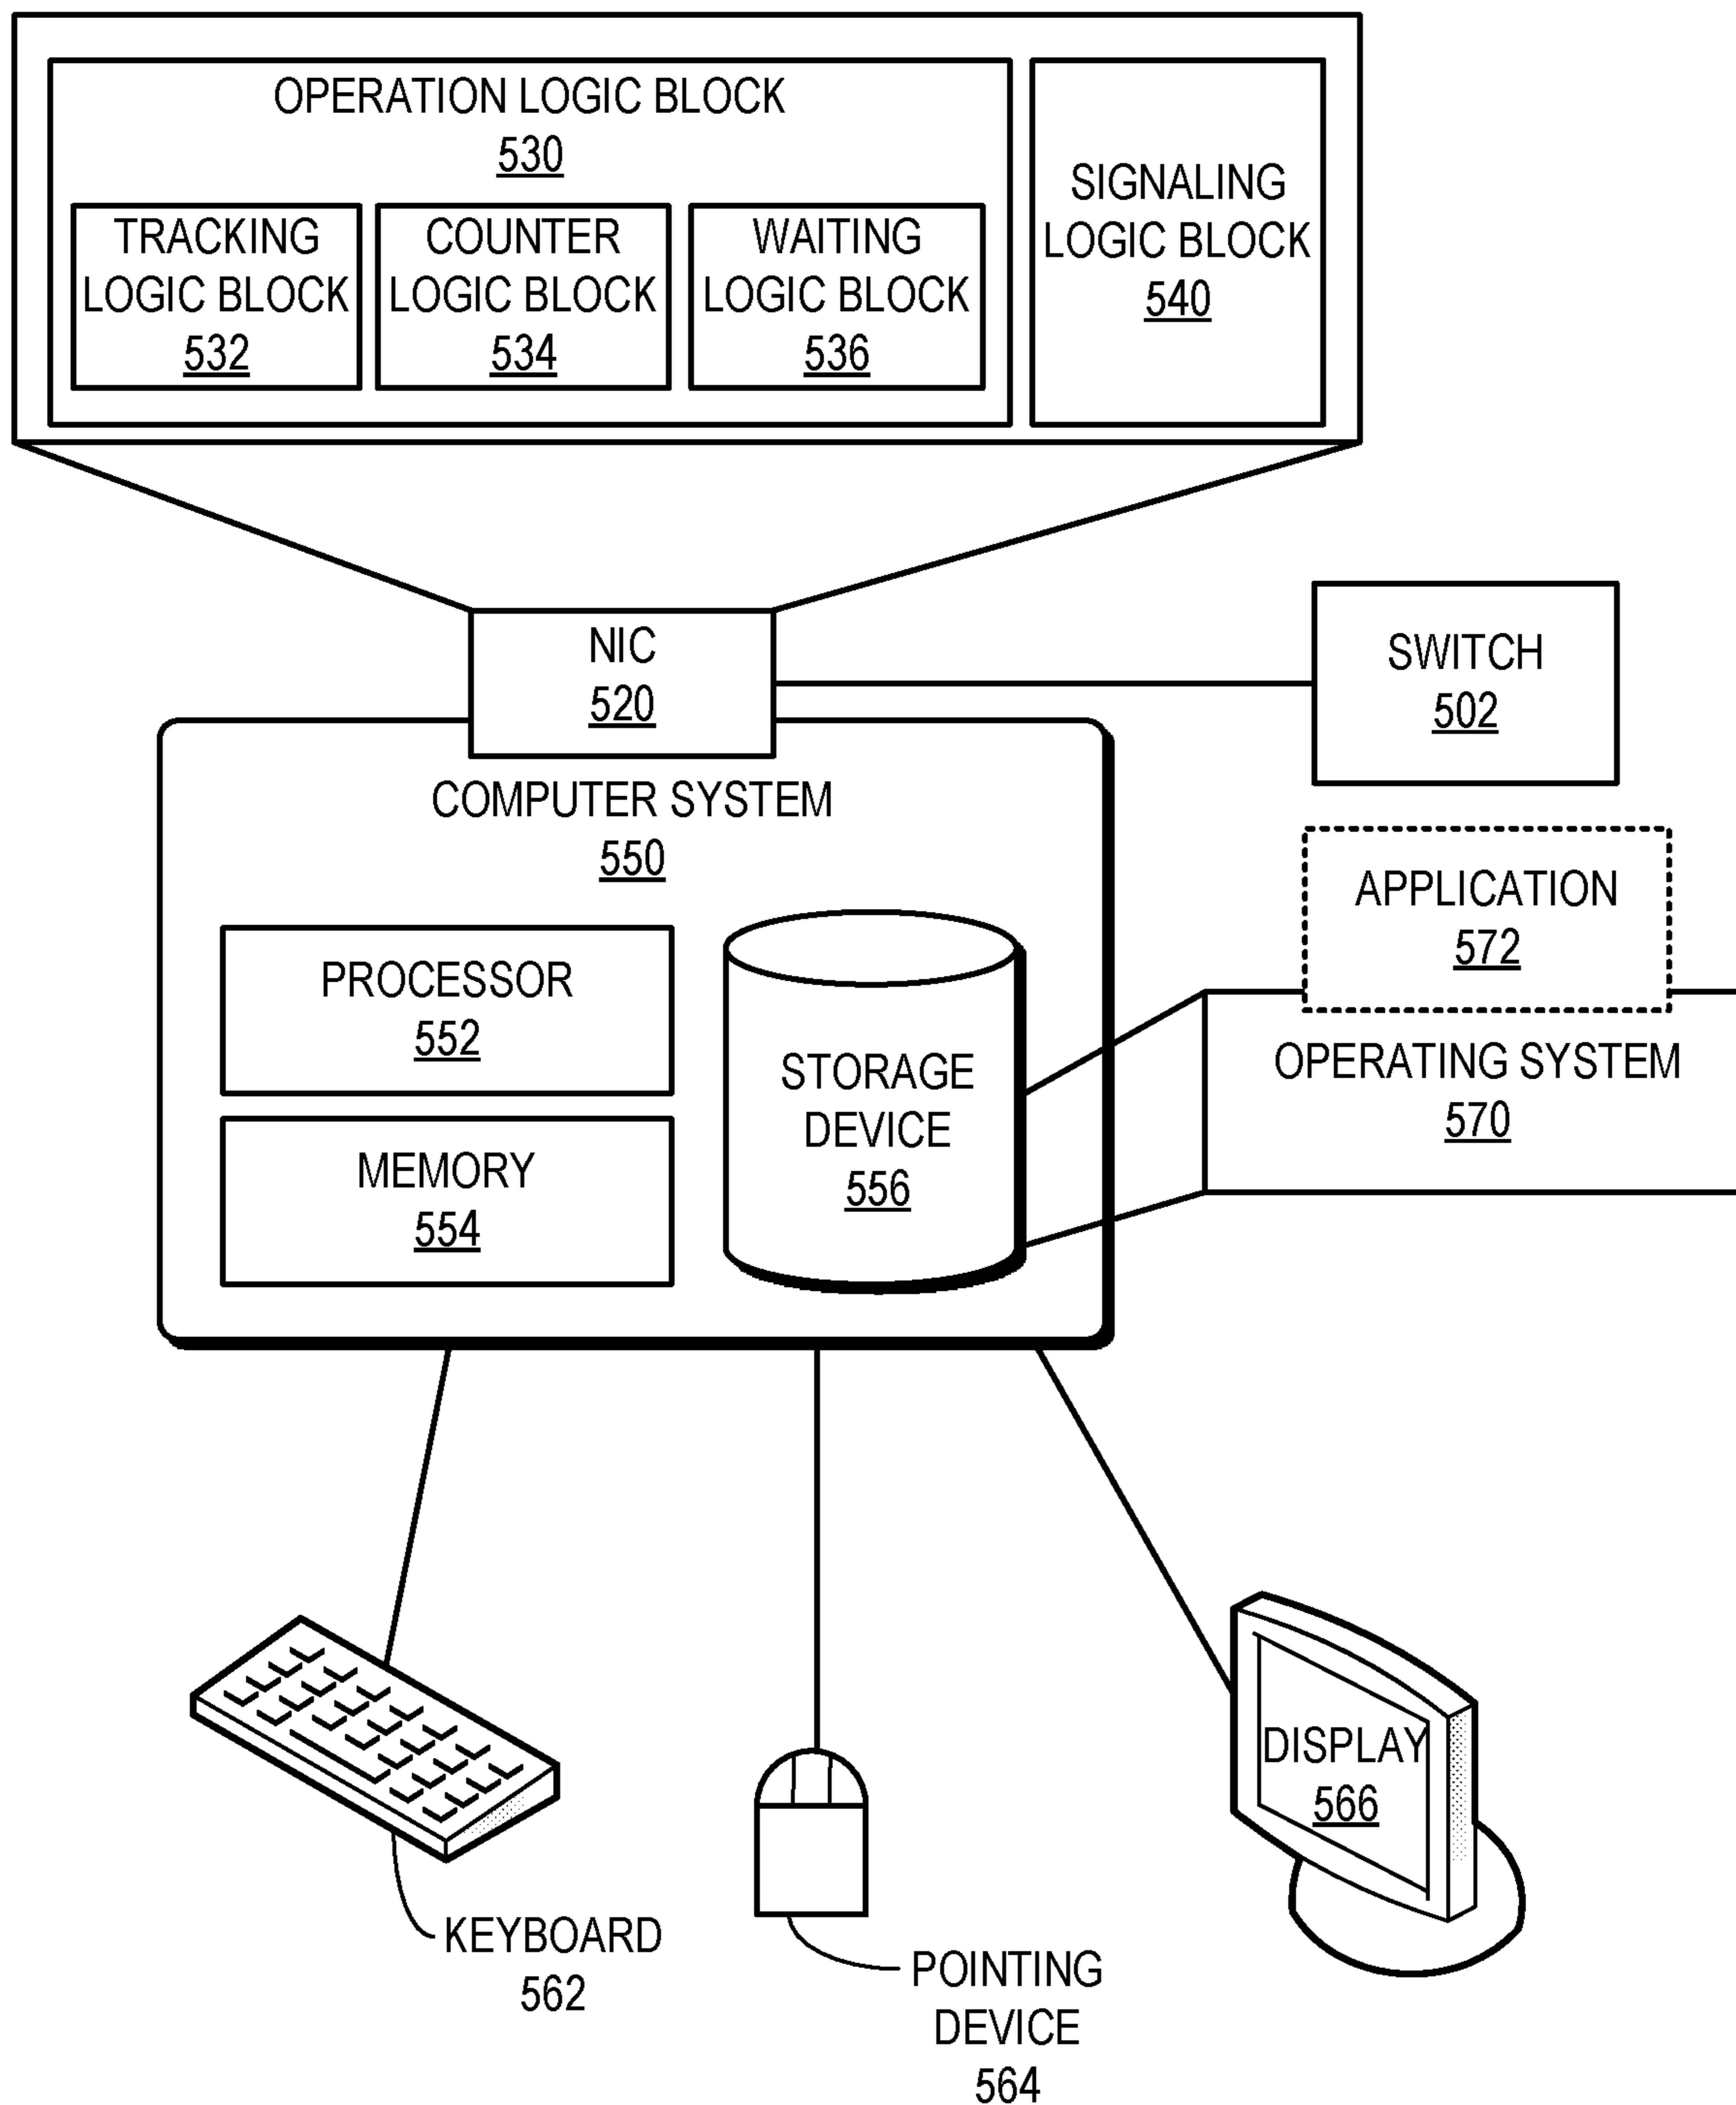 OPERATION LOGIC BLOCK
530
TRACKING
LOGIC BLOCK
532
COUNTER
LOGIC BLOCK
534
WAITING
LOGIC BLOCK
536
SIGNALING
LOGIC BLOCK
540
NIC
520
SWITCH
502
COMPUTER SYSTEM
550
PROCESSOR
552
MEMORY
554
STORAGE
DEVICE
556
APPLICATION
572
OPERATING SYSTEM
570
KEYBOARD
562
POINTING
DEVICE
564
DISPLAY
566